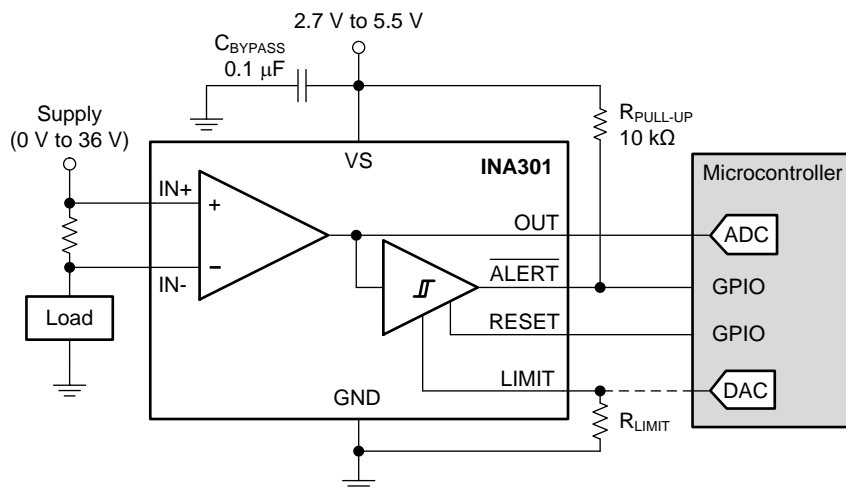 2.7 V to 5.5 V
CBYPASS
0.1 μF
Supply
(0 V to 36 V)
RPULL-UP
10 kΩ
VS
INA301
Microcontroller
IN+
+
OUT
ADC
−
IN-
ALERT
GPIO
Load
RESET
GPIO
LIMIT
DAC
GND
RLIMIT